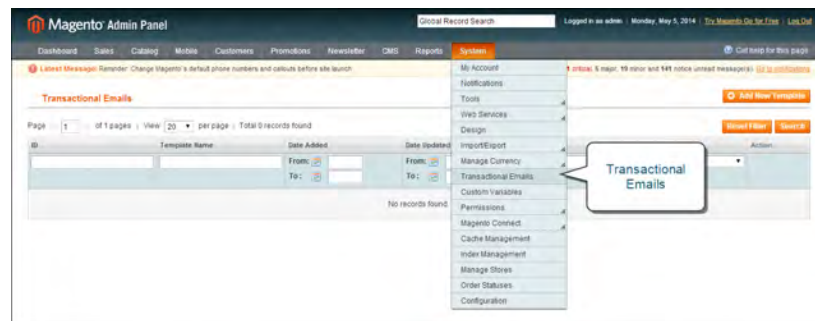 Magento Admin Panel
Global Record Search
Logged in as admin | Monday, May 5, 2014 | Try Magento Go for Free | Log Out
Dashboard Sales Catalog Mobile Customers Promotions Newsletter CMS Reports System
Get help for this page
Latest Message: Reminder: Change Magento's default phone numbers and callouts before site launch
1 critical, 5 major, 19 minor and 141 notice unread message(s). Go to notifications
Transactional Emails
Add New Template
Page 1 of 1 pages | View 20 per page | Total 0 records found
Reset Filter Search
ID Template Name Date Added Date Updated Action
From: From:
To : To :
No records found
My Account
Notifications
Tools
Web Services
Design
Import/Export
Manage Currency
Transactional Emails
Custom Variables
Permissions
Magento Connect
Cache Management
Index Management
Manage Stores
Order Statuses
Configuration
Transactional
Emails